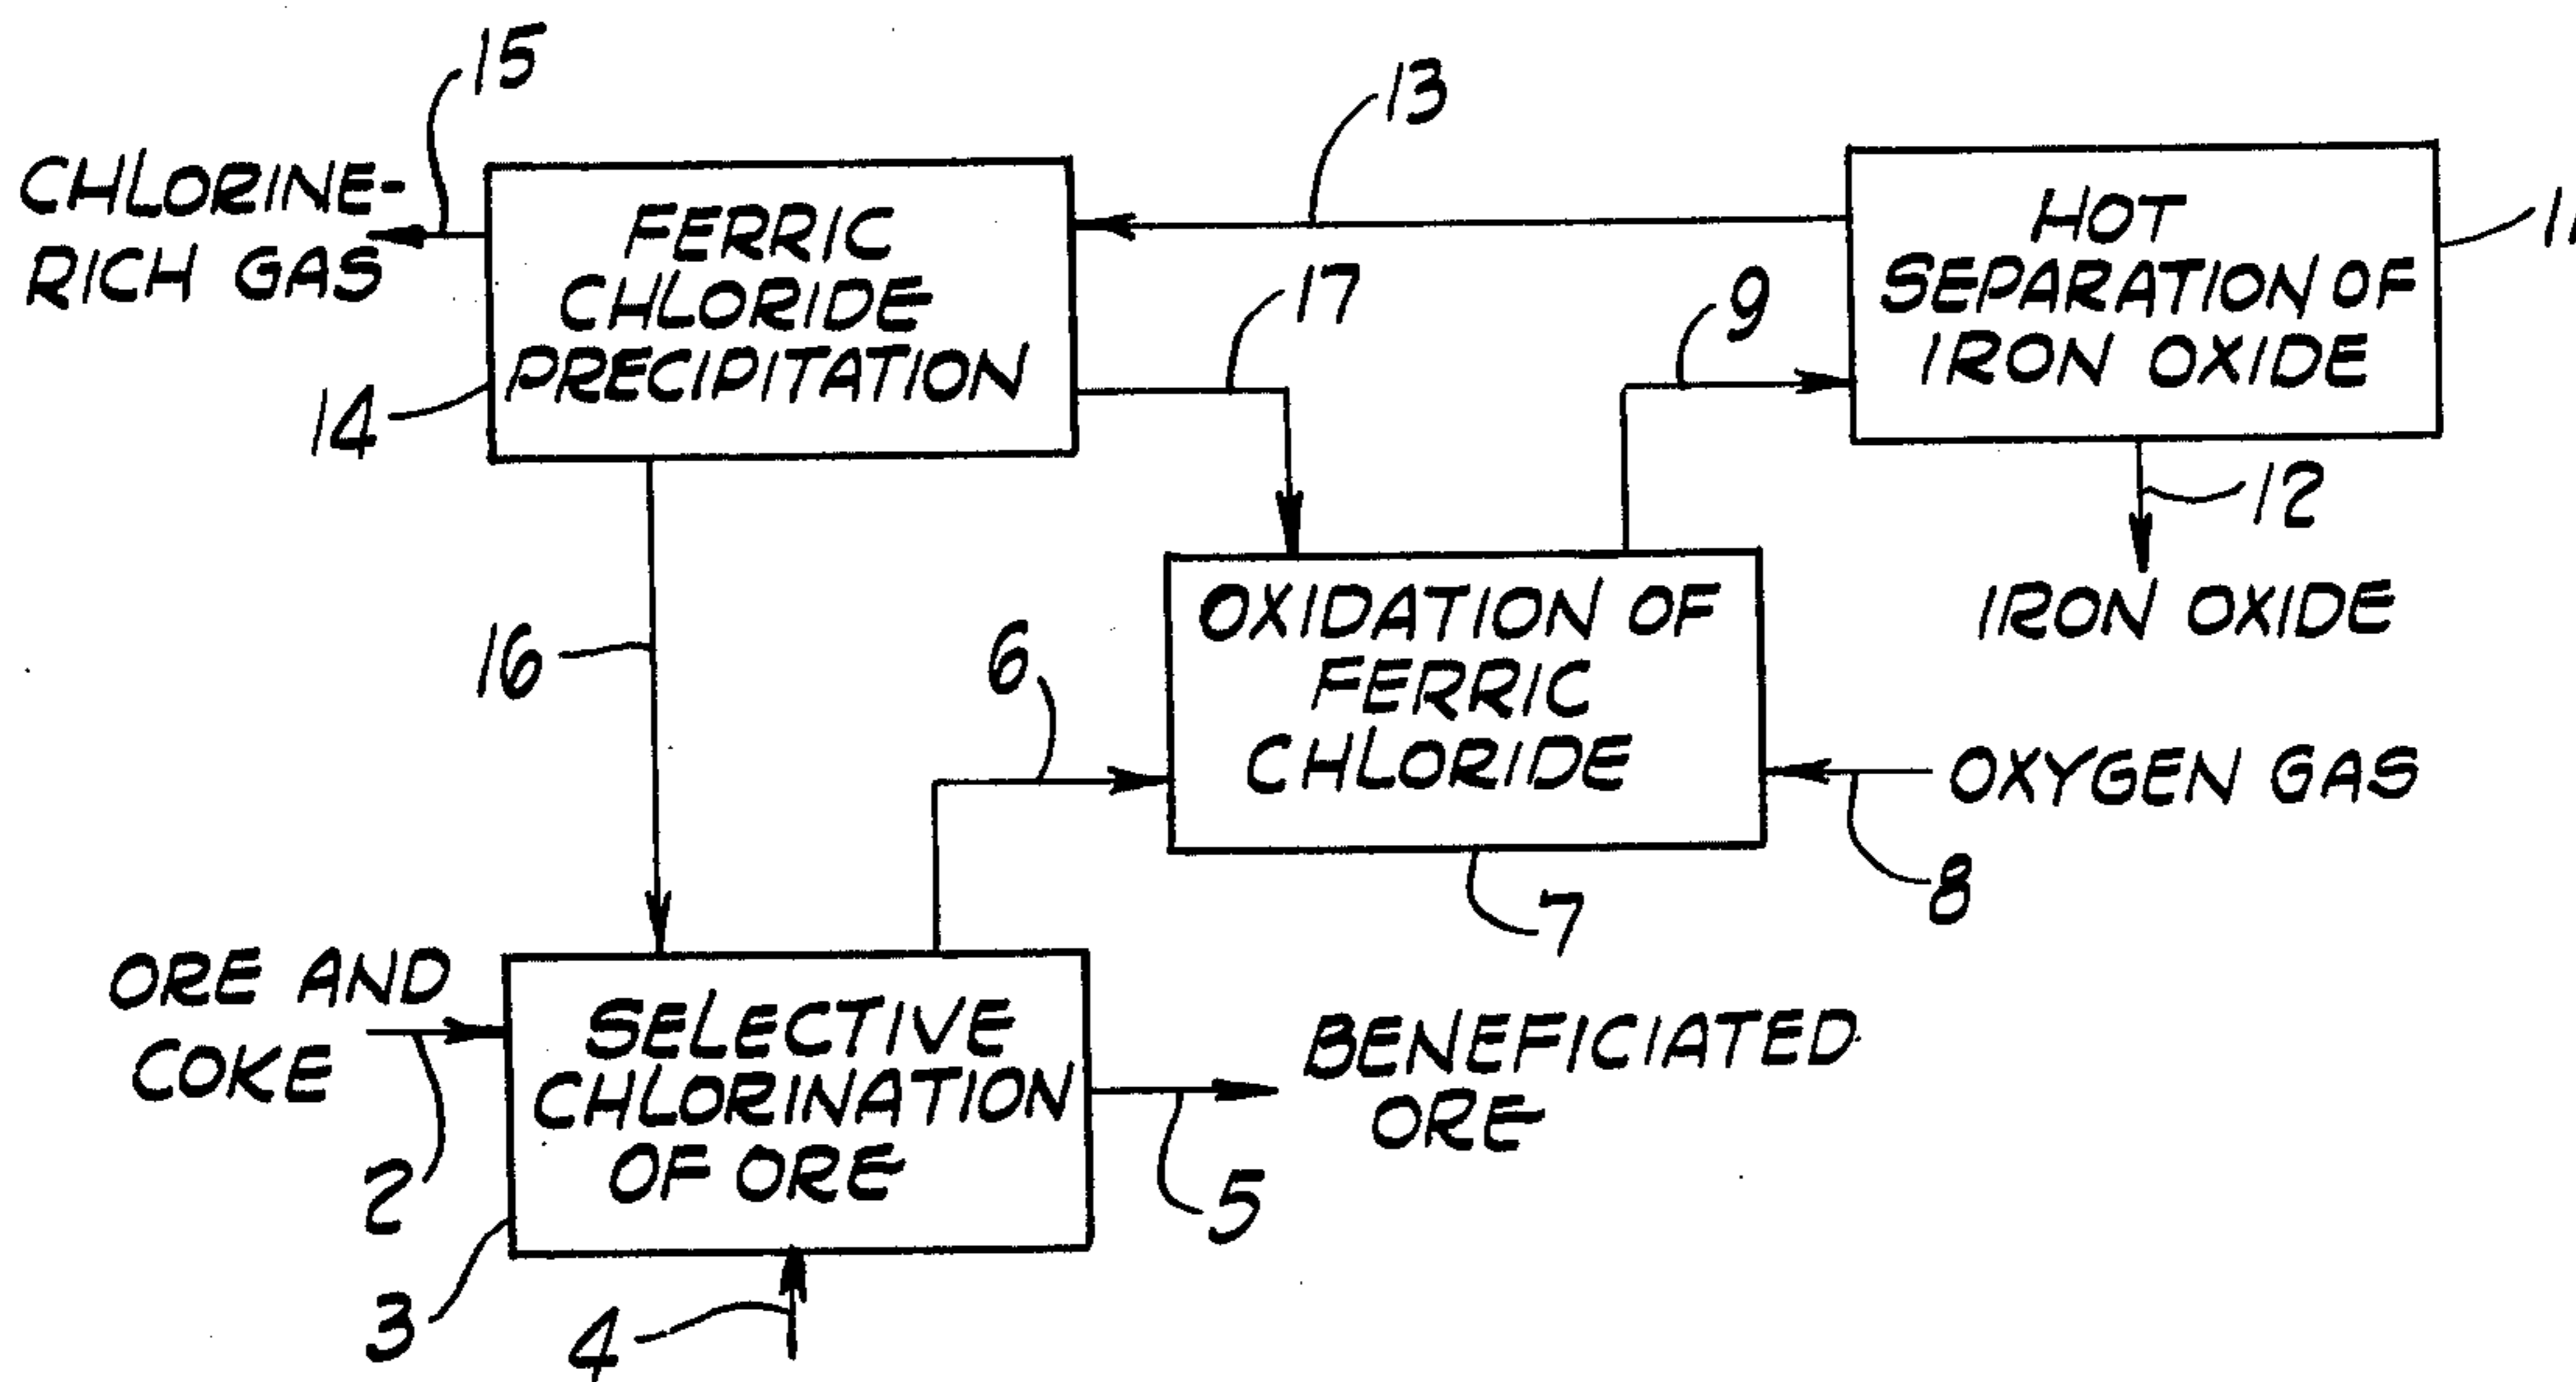 15
13
CHLORINE-
RICH GAS
FERRIC
CHLORIDE
PRECIPITATION
HOT
SEPARATION OF
IRON OXIDE
11
17
9
14
12
IRON OXIDE
OXIDATION OF
FERRIC
CHLORIDE
16
6
OXYGEN GAS
8
7
ORE AND
COKE
SELECTIVE
CHLORINATION
OF ORE
BENEFICIATED
ORE
2
5
3
4